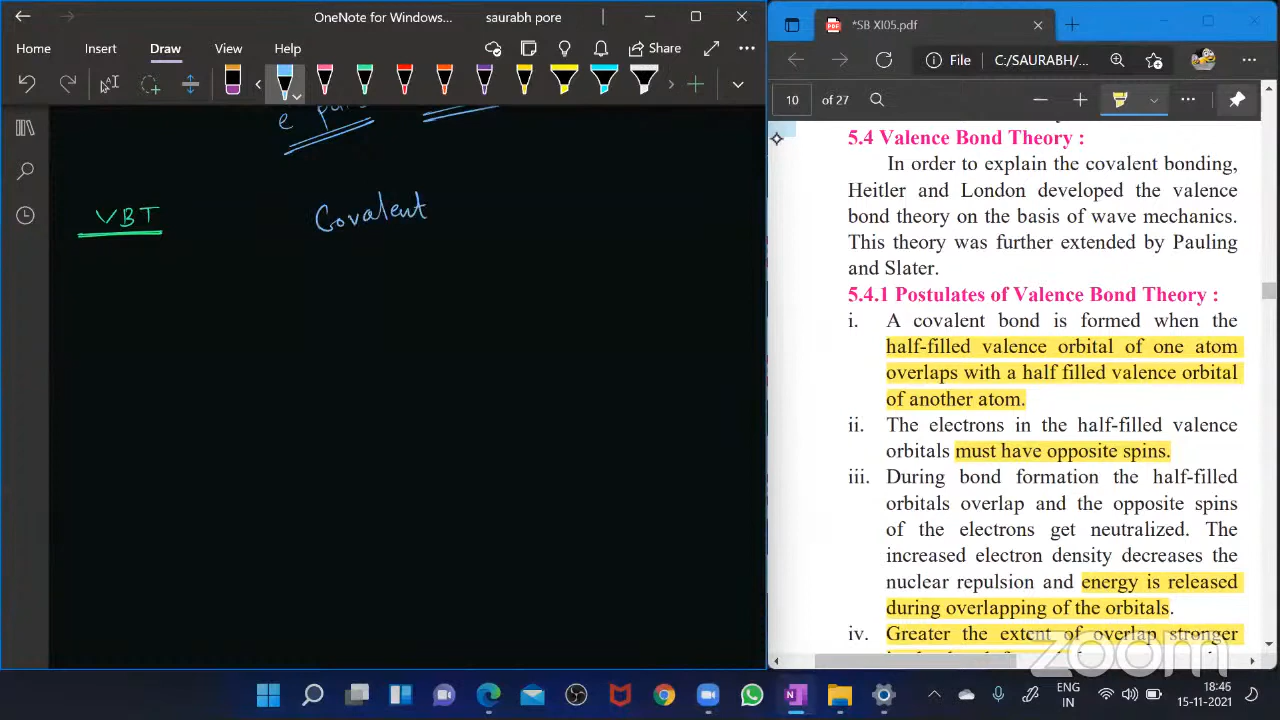 OneNote for Windows...
saurabh pore
Home
Insert
Draw
View
Help
Share
e
VBT
Covalent
*SB XI05.pdf
File
C:/SAURABH/...
10
of 27
5.4 Valence Bond Theory :
In order to explain the covalent bonding,
Heitler and London developed the valence
bond theory on the basis of wave mechanics.
This theory was further extended by Pauling
and Slater.
5.4.1 Postulates of Valence Bond Theory :
i. A covalent bond is formed when the
half-filled valence orbital of one atom
overlaps with a half filled valence orbital
of another atom.
ii. The electrons in the half-filled valence
orbitals must have opposite spins.
iii. During bond formation the half-filled
orbitals overlap and the opposite spins
of the electrons get neutralized. The
increased electron density decreases the
nuclear repulsion and energy is released
during overlapping of the orbitals.
iv. Greater the extent of overlap stronger
zoom
ENG
IN
18:46
15-11-2021